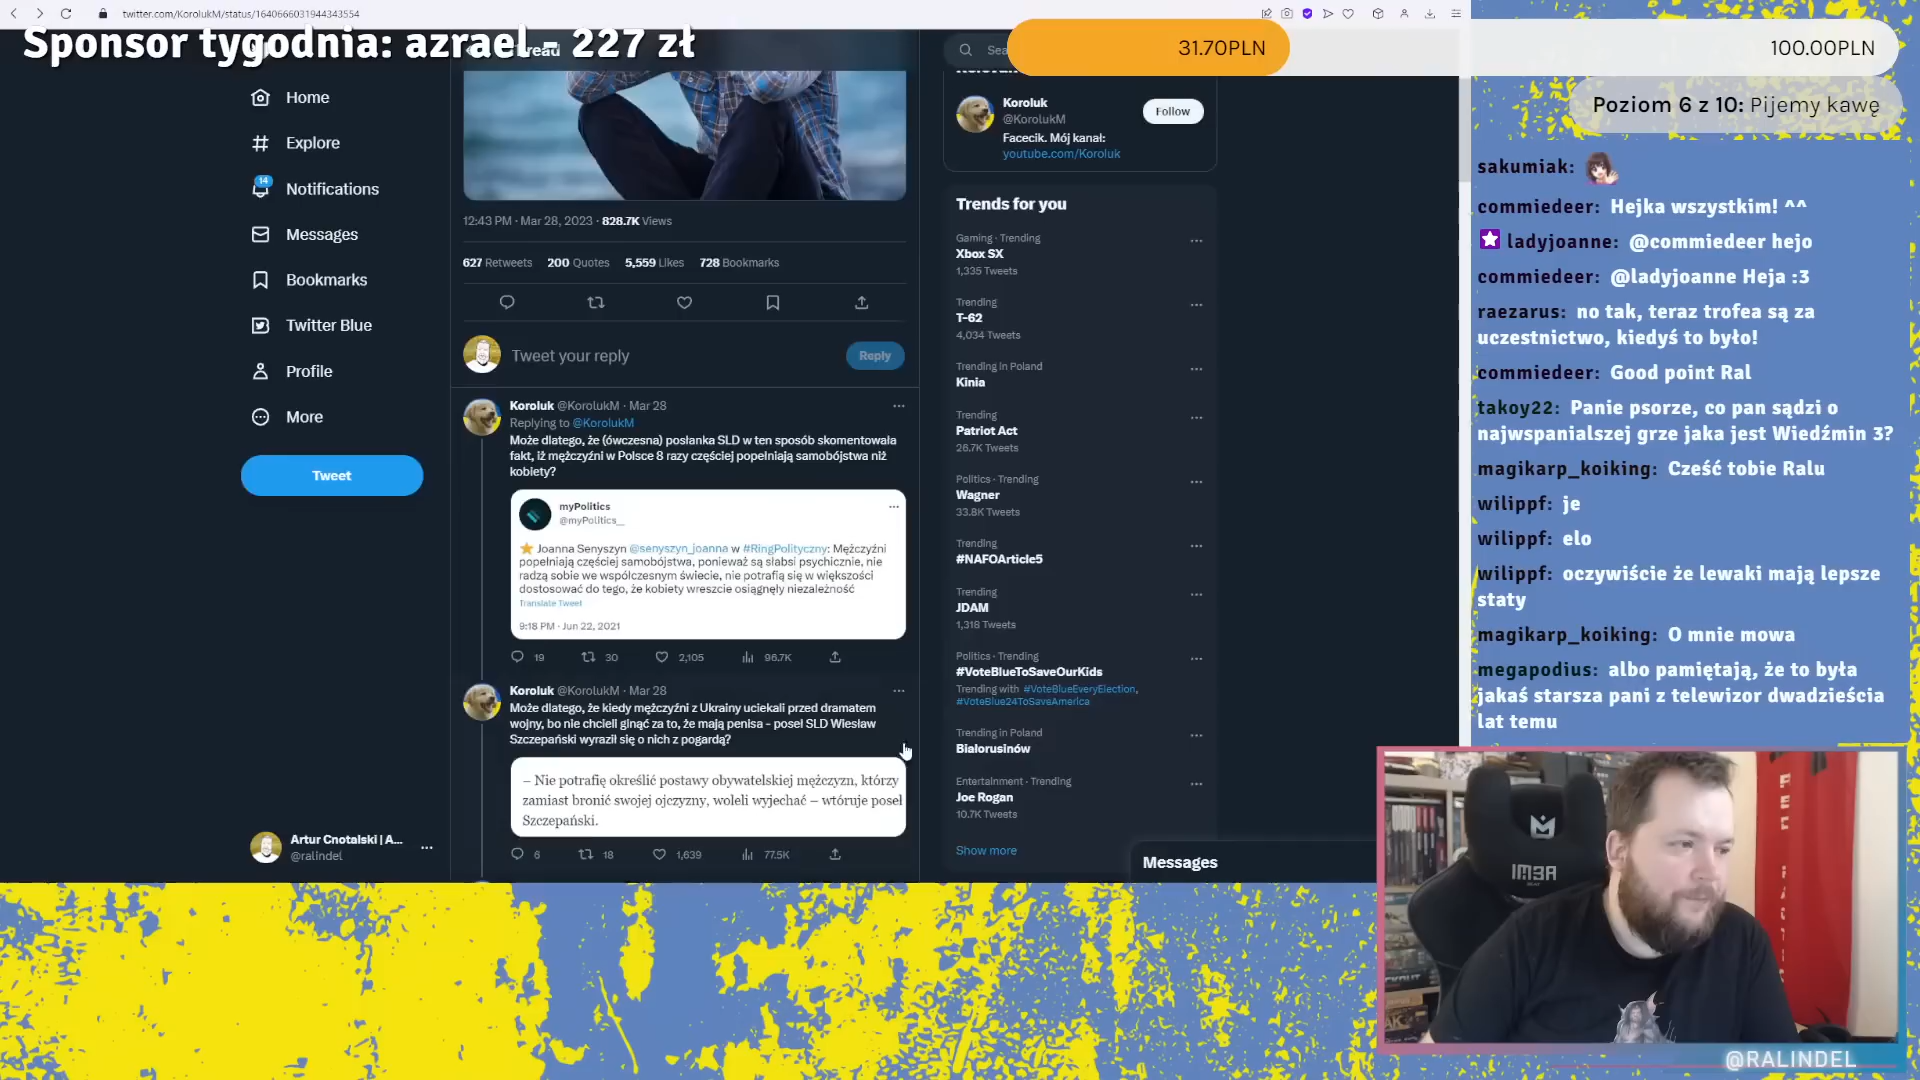 twitter.com/KorolukM/status/1640666031944343554
Sponsor tygodnia: azrael - 227 zł
31.70PLN
100.00PLN
Poziom 6 z 10: Pijemy kawę
Home
Explore
14
Notifications
Messages
Bookmarks
Twitter Blue
Profile
More
Tweet
Artur Cnotalski | A...
@ralindel
12:43 PM · Mar 28, 2023 · 828.7K Views
627 Retweets 200 Quotes 5,559 Likes 728 Bookmarks
Tweet your reply
Reply
Koroluk @KorolukM · Mar 28
Replying to @KorolukM
Może dlatego, że (ówczesna) posłanka SLD w ten sposób skomentowała
fakt, iż mężczyźni w Polsce 8 razy częściej popełniają samobójstwa niż
kobiety?
myPolitics
@myPolitics__
Joanna Senyszyn @senyszyn_joanna w #RingPolityczny: Mężczyźni
popełniają częściej samobójstwa, ponieważ są słabsi psychicznie, nie
radzą sobie we współczesnym świecie, nie potrafią się w większości
dostosować do tego, że kobiety wreszcie osiągnęły niezależność
Translate Tweet
9:18 PM · Jun 22, 2021
19 30 2,105 96.7K
Koroluk @KorolukM · Mar 28
Może dlatego, że kiedy mężczyźni z Ukrainy uciekali przed dramatem
wojny, bo nie chcieli ginąć za to, że mają penisa - poseł SLD Wiesław
Szczepański wyraził się o nich z pogardą?
– Nie potrafię określić postawy obywatelskiej mężczyzn, którzy
zamiast bronić swojej ojczyzny, woleli wyjechać – wtóruje poseł
Szczepański.
6 18 1,639 77.5K
Sea
Koroluk
@KorolukM
Follow
Facecik. Mój kanał:
youtube.com/Koroluk
Trends for you
Gaming · Trending
Xbox SX
1,335 Tweets
Trending
T-62
4,034 Tweets
Trending in Poland
Kinia
Trending
Patriot Act
26.7K Tweets
Politics · Trending
Wagner
33.8K Tweets
Trending
#NAFOArticle5
Trending
JDAM
1,318 Tweets
Politics · Trending
#VoteBlueToSaveOurKids
Trending with #VoteBlueEveryElection,
#VoteBlue24ToSaveAmerica
Trending in Poland
Białorusinów
Entertainment · Trending
Joe Rogan
10.7K Tweets
Show more
Messages
sakumiak:
commiedeer: Hejka wszystkim! ^^
ladyjoanne: @commiedeer hejo
commiedeer: @ladyjoanne Heja :3
raezarus: no tak, teraz trofea są za
uczestnictwo, kiedyś to było!
commiedeer: Good point Ral
takoy22: Panie psorze, co pan sądzi o
najwspanialszej grze jaka jest Wiedźmin 3?
magikarp_koiking: Cześć tobie Ralu
wilippf: je
wilippf: elo
wilippf: oczywiście że lewaki mają lepsze
staty
magikarp_koiking: O mnie mowa
megapodius: albo pamiętają, że to była
jakaś starsza pani z telewizor dwadzieścia
lat temu
IMBA
@RALINDEL